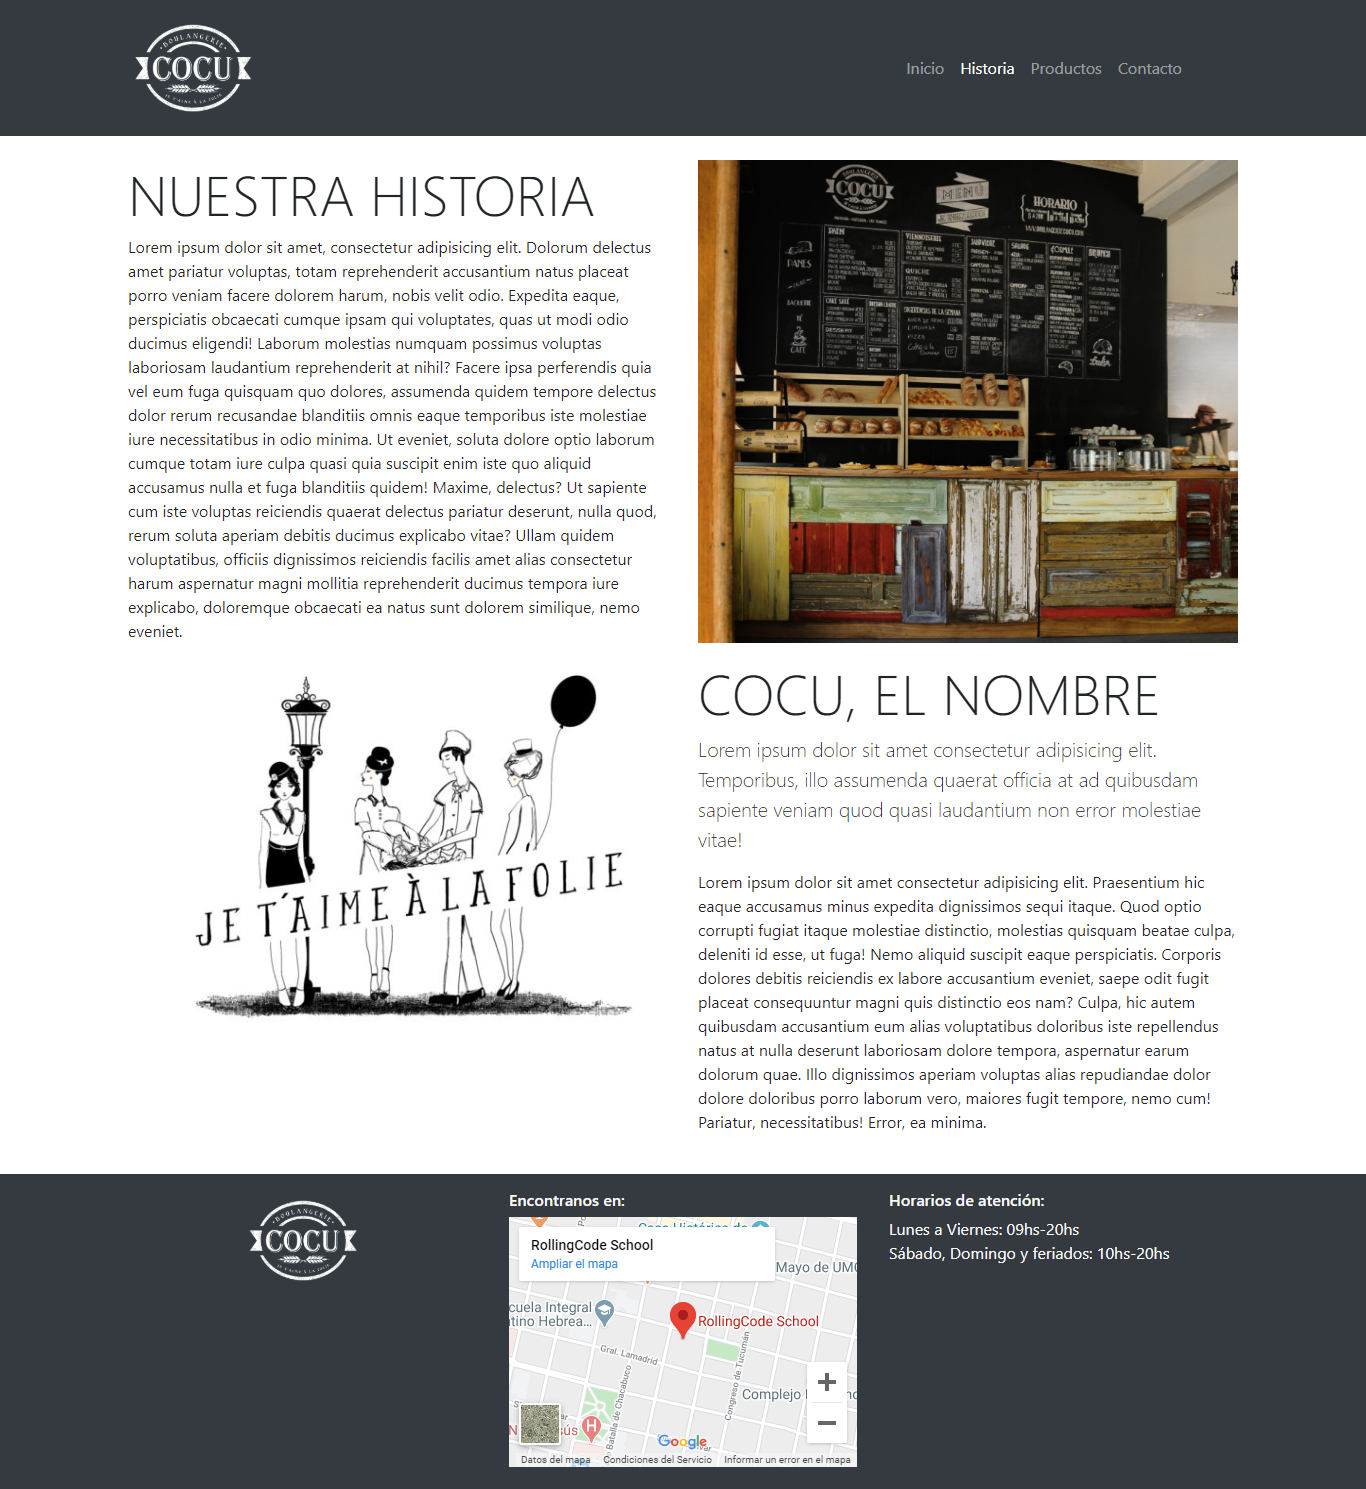 BOULANGERIE
COCU
JE T'AIME À LA FOLIE
Inicio Historia Productos Contacto
NUESTRA HISTORIA
Lorem ipsum dolor sit amet, consectetur adipisicing elit. Dolorum delectus
amet pariatur voluptas, totam reprehenderit accusantium natus placeat
porro veniam facere dolorem harum, nobis velit odio. Expedita eaque,
perspiciatis obcaecati cumque ipsam qui voluptates, quas ut modi odio
ducimus eligendi! Laborum molestias numquam possimus voluptas
laboriosam laudantium reprehenderit at nihil? Facere ipsa perferendis quia
vel eum fuga quisquam quo dolores, assumenda quidem tempore delectus
dolor rerum recusandae blanditiis omnis eaque temporibus iste molestiae
iure necessitatibus in odio minima. Ut eveniet, soluta dolore optio laborum
cumque totam iure culpa quasi quia suscipit enim iste quo aliquid
accusamus nulla et fuga blanditiis quidem! Maxime, delectus? Ut sapiente
cum iste voluptas reiciendis quaerat delectus pariatur deserunt, nulla quod,
rerum soluta aperiam debitis ducimus explicabo vitae? Ullam quidem
voluptatibus, officiis dignissimos reiciendis facilis amet alias consectetur
harum aspernatur magni mollitia reprehenderit ducimus tempora iure
explicabo, doloremque obcaecati ea natus sunt dolorem similique, nemo
eveniet.
COCU
MENÚ
HORARIO
PANES
QUICHE
CAFE
JE T'AIME À LA FOLIE
COCU, EL NOMBRE
Lorem ipsum dolor sit amet consectetur adipisicing elit.
Temporibus, illo assumenda quaerat officia at ad quibusdam
sapiente veniam quod quasi laudantium non error molestiae
vitae!
Lorem ipsum dolor sit amet consectetur adipisicing elit. Praesentium hic
eaque accusamus minus expedita dignissimos sequi itaque. Quod optio
corrupti fugiat itaque molestiae distinctio, molestias quisquam beatae culpa,
deleniti id esse, ut fuga! Nemo aliquid suscipit eaque perspiciatis. Corporis
dolores debitis reiciendis ex labore accusantium eveniet, saepe odit fugit
placeat consequuntur magni quis distinctio eos nam? Culpa, hic autem
quibusdam accusantium eum alias voluptatibus doloribus iste repellendus
natus at nulla deserunt laboriosam dolore tempora, aspernatur earum
dolorum quae. Illo dignissimos aperiam voluptas alias repudiandae dolor
dolore doloribus porro laborum vero, maiores fugit tempore, nemo cum!
Pariatur, necessitatibus! Error, ea minima.
BOULANGERIE
COCU
JE T'AIME À LA FOLIE
Encontranos en:
RollingCode School
Ampliar el mapa
Mayo de UMC
cuela Integral
tino Hebrea...
RollingCode School
Gral. Lamadrid
Congreso de Tucumán
Batalla de Chacabuco
Complejo
H
Google
Datos del mapa Condiciones del Servicio Informar un error en el mapa
Horarios de atención:
Lunes a Viernes: 09hs-20hs
Sábado, Domingo y feriados: 10hs-20hs